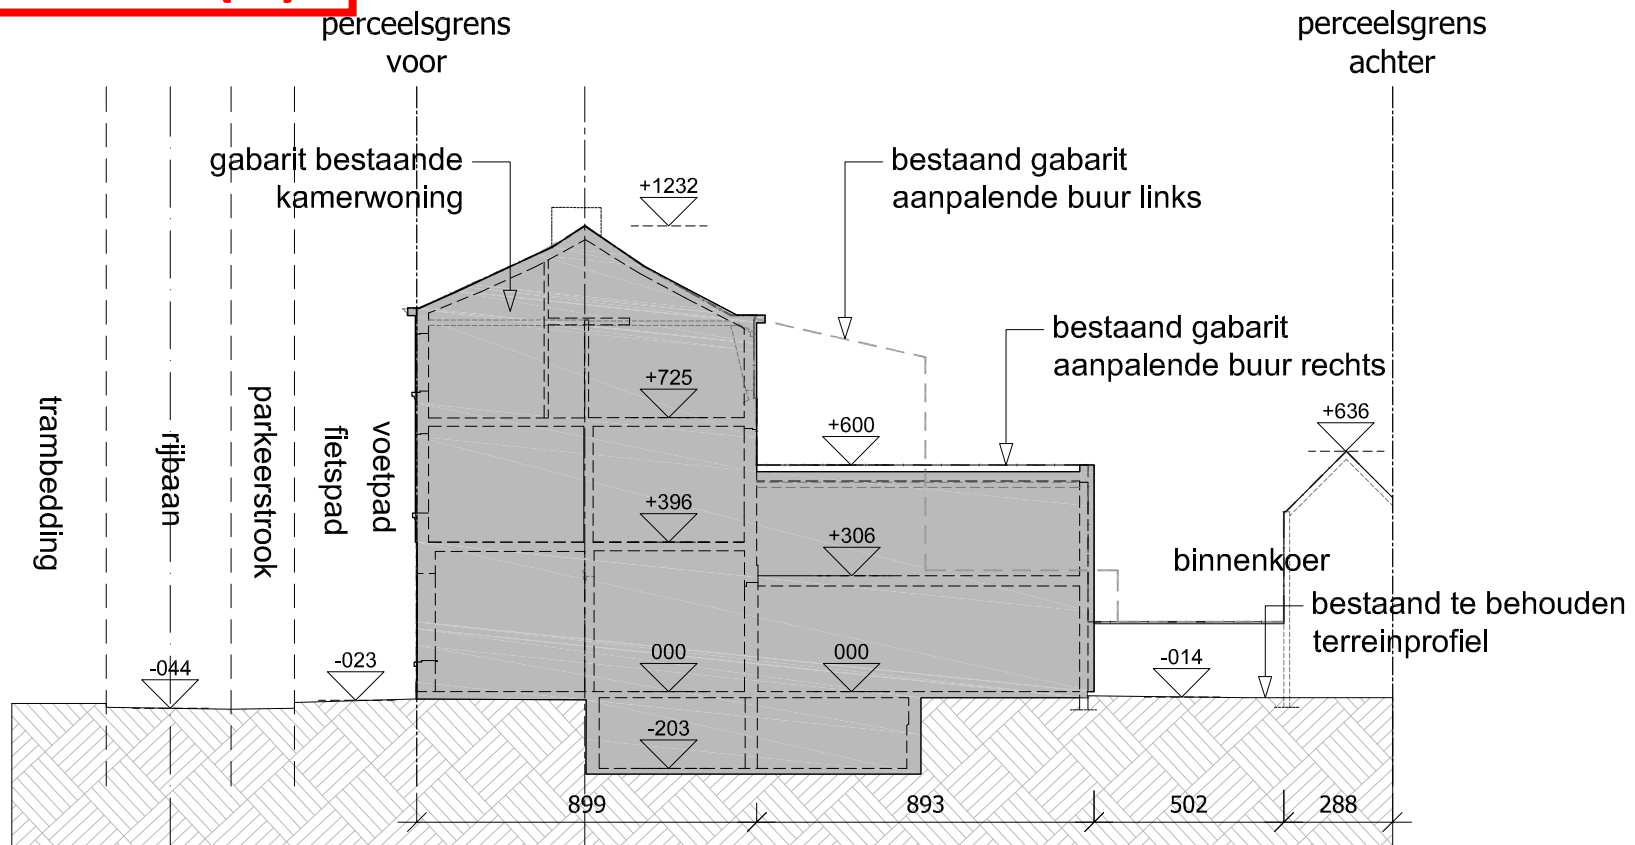 perceelsgrens
voor
perceelsgrens
achter
gabarit bestaande
kamerwoning
+1232
bestaand gabarit
aanpalende buur links
bestaand gabarit
aanpalende buur rechts
+725
+600
+636
+396
+306
trambedding
rijbaan
parkeerstrook
fietspad
voetpad
binnenkoer
bestaand te behouden
terreinprofiel
-044
-023
000
000
-014
-203
899
893
502
288